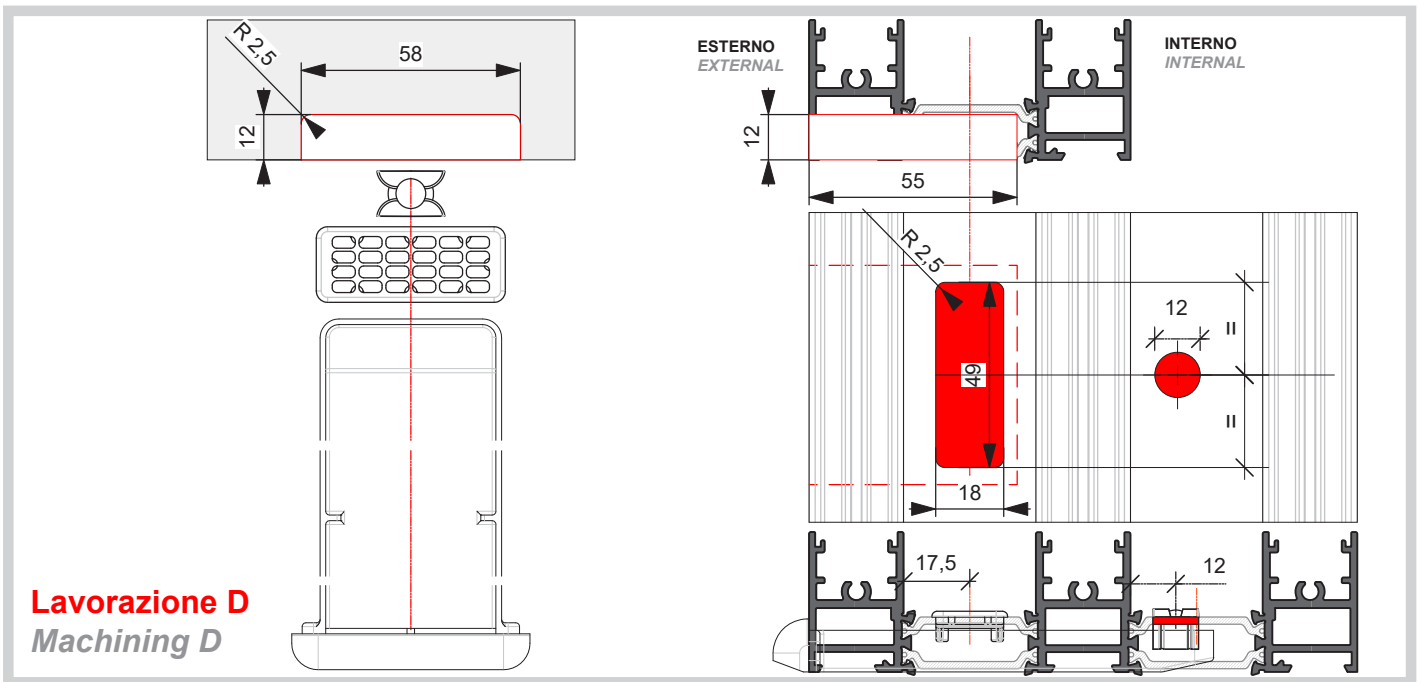 R 2,5
58
12
ESTERNO
EXTERNAL
INTERNO
INTERNAL
12
55
R 2,5
49
18
12
=
=
17,5
12
Lavorazione D
Machining D